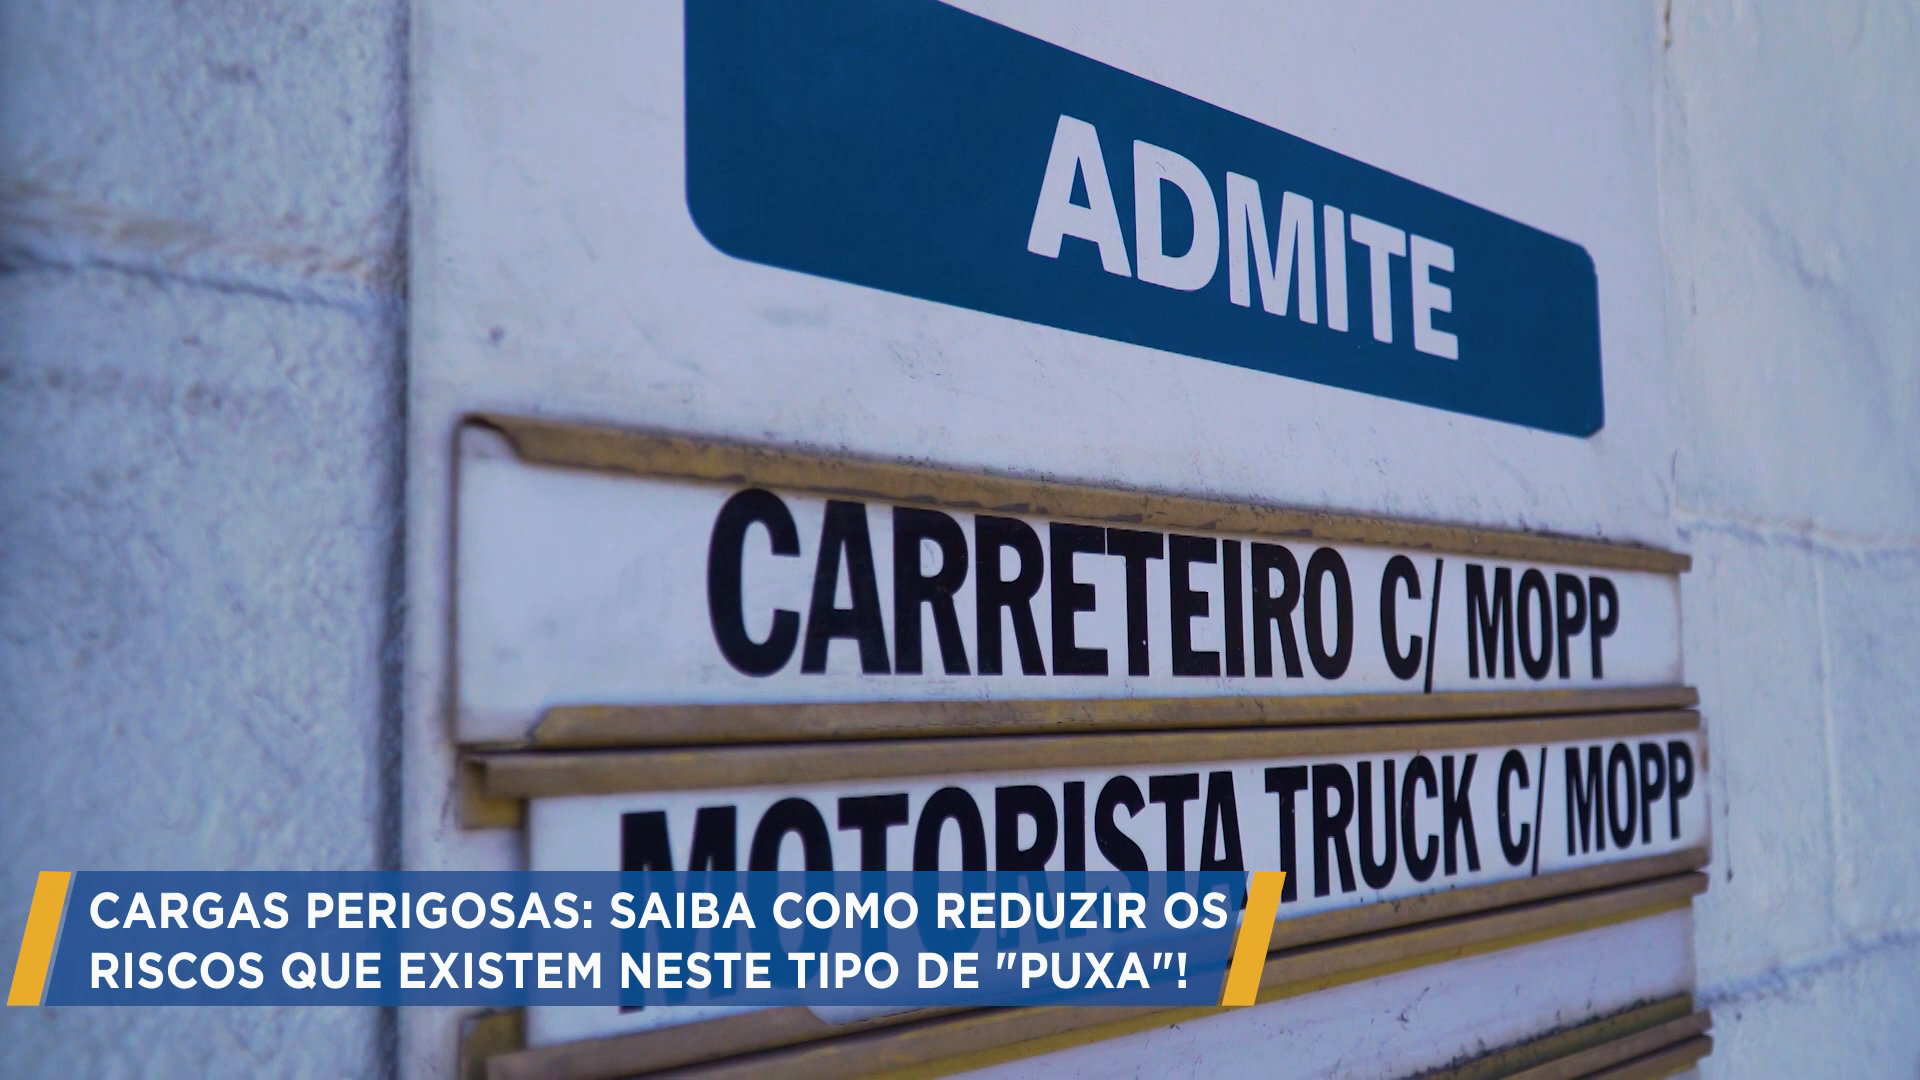 ADMITE
CARRETEIRO C/ MOPP
MOTORISTA TRUCK C/ MOPP
CARGAS PERIGOSAS: SAIBA COMO REDUZIR OS
RISCOS QUE EXISTEM NESTE TIPO DE "PUXA"!